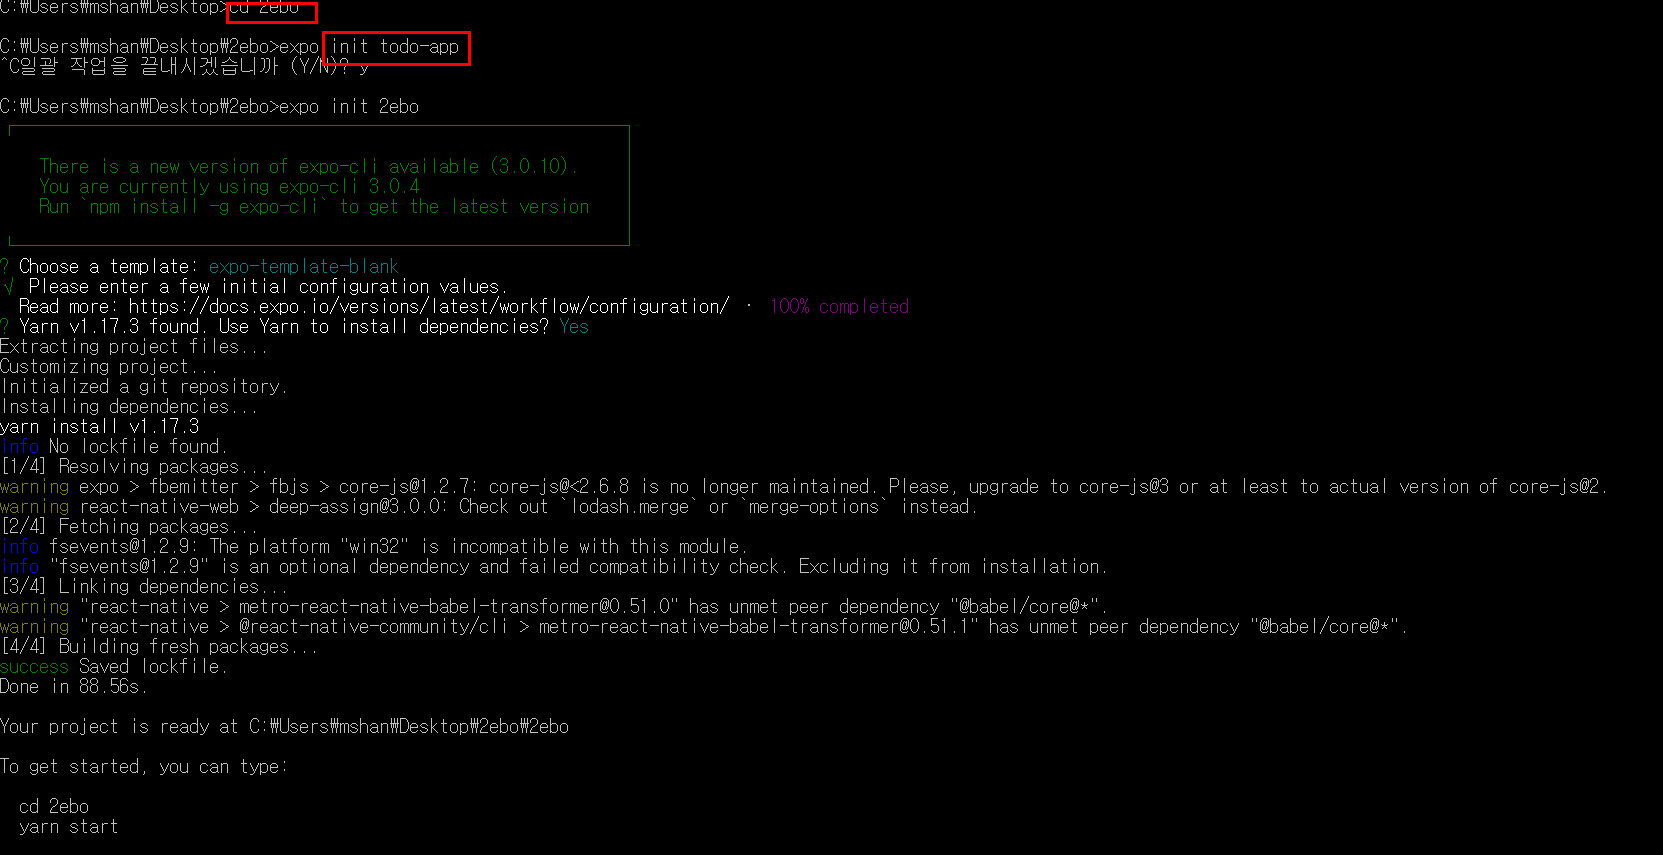 C:₩Users₩mshan₩Desktop>cd 2ebo
C:₩Users₩mshan₩Desktop₩2ebo>expo init todo-app
^C일괄 작업을 끝내시겠습니까 (Y/N)? y
C:₩Users₩mshan₩Desktop₩2ebo>expo init 2ebo
There is a new version of expo-cli available (3.0.10).
You are currently using expo-cli 3.0.4
Run `npm install -g expo-cli` to get the latest version
? Choose a template: expo-template-blank
√ Please enter a few initial configuration values.
Read more: https://docs.expo.io/versions/latest/workflow/configuration/ · 100% completed
? Yarn v1.17.3 found. Use Yarn to install dependencies? Yes
Extracting project files...
Customizing project...
Initialized a git repository.
Installing dependencies...
yarn install v1.17.3
info No lockfile found.
[1/4] Resolving packages...
warning expo > fbemitter > fbjs > core-js@1.2.7: core-js@<2.6.8 is no longer maintained. Please, upgrade to core-js@3 or at least to actual version of core-js@2.
warning react-native-web > deep-assign@3.0.0: Check out `lodash.merge` or `merge-options` instead.
[2/4] Fetching packages...
info fsevents@1.2.9: The platform "win32" is incompatible with this module.
info "fsevents@1.2.9" is an optional dependency and failed compatibility check. Excluding it from installation.
[3/4] Linking dependencies...
warning "react-native > metro-react-native-babel-transformer@0.51.0" has unmet peer dependency "@babel/core@*".
warning "react-native > @react-native-community/cli > metro-react-native-babel-transformer@0.51.1" has unmet peer dependency "@babel/core@*".
[4/4] Building fresh packages...
success Saved lockfile.
Done in 88.56s.
Your project is ready at C:₩Users₩mshan₩Desktop₩2ebo₩2ebo
To get started, you can type:
cd 2ebo
yarn start